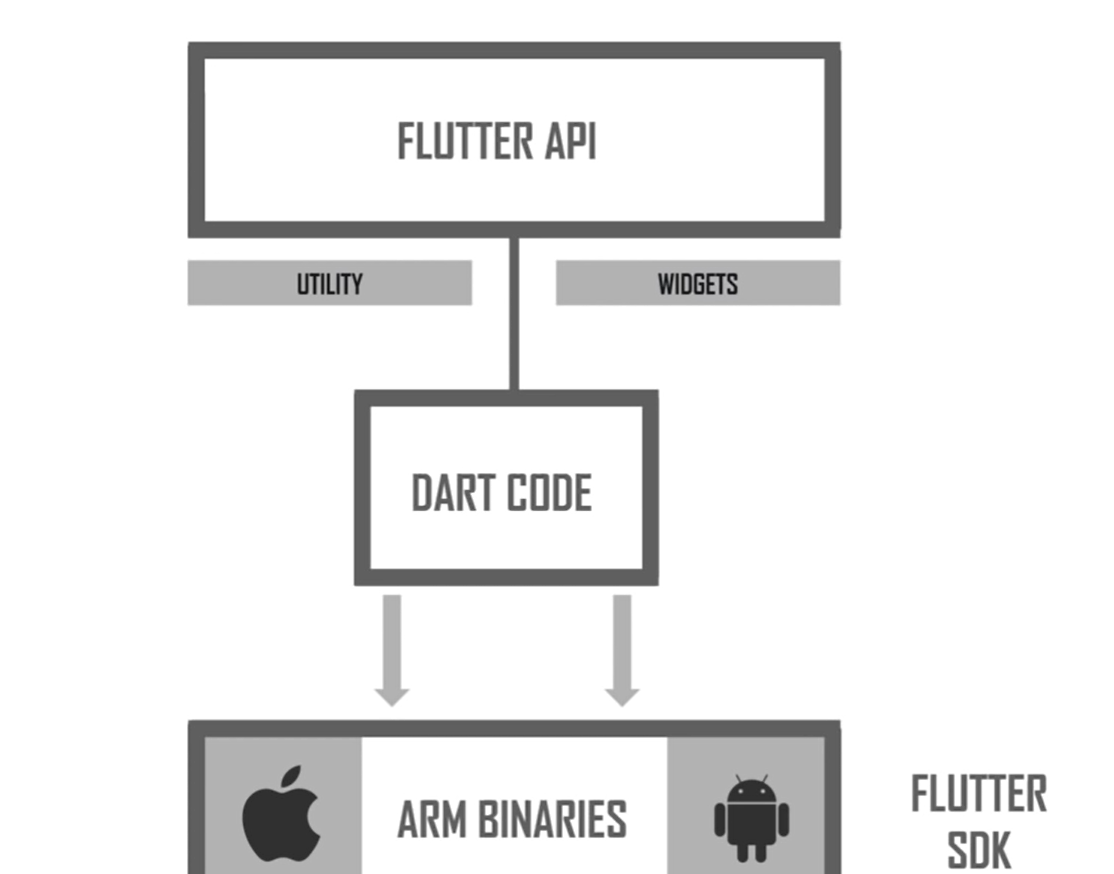 FLUTTER API
UTILITY
WIDGETS
DART CODE
ARM BINARIES
FLUTTER
SDK